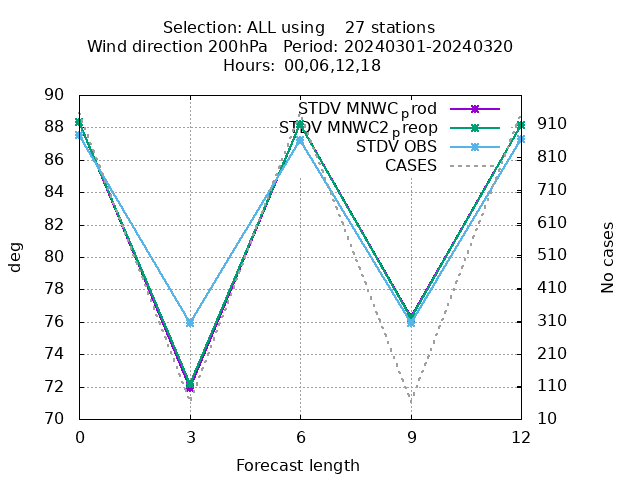 Selection: ALL using    27 stations
Wind direction 200hPa   Period: 20240301-20240320
Hours: 00,06,12,18
STDV MNWCprod
STDV MNWC2preop
STDV OBS
CASES
90
88
86
84
82
80
78
76
74
72
70
deg
910
810
710
610
510
410
310
210
110
10
No cases
0 3 6 9 12
Forecast length